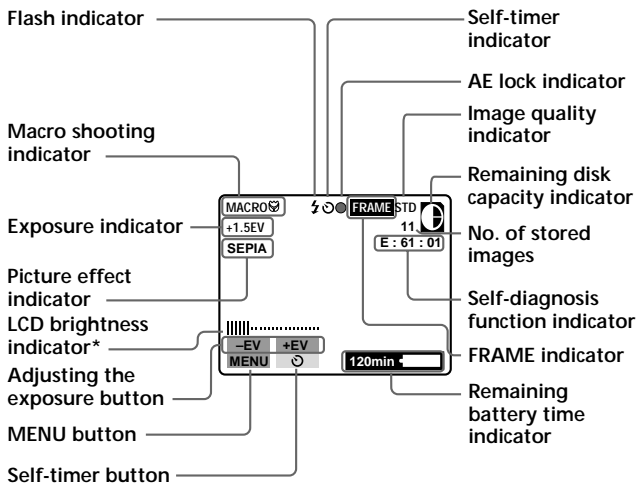 Flash indicator
Self-timer
indicator
AE lock indicator
Image quality
indicator
Macro shooting
indicator
Remaining disk
capacity indicator
MACRO
FRAME STD
11
Exposure indicator
+1.5EV
No. of stored
images
SEPIA
E : 61 : 01
Picture effect
indicator
Self-diagnosis
function indicator
LCD brightness
indicator*
–EV +EV
FRAME indicator
MENU
120min
Adjusting the
exposure button
Remaining
battery time
indicator
MENU button
Self-timer button